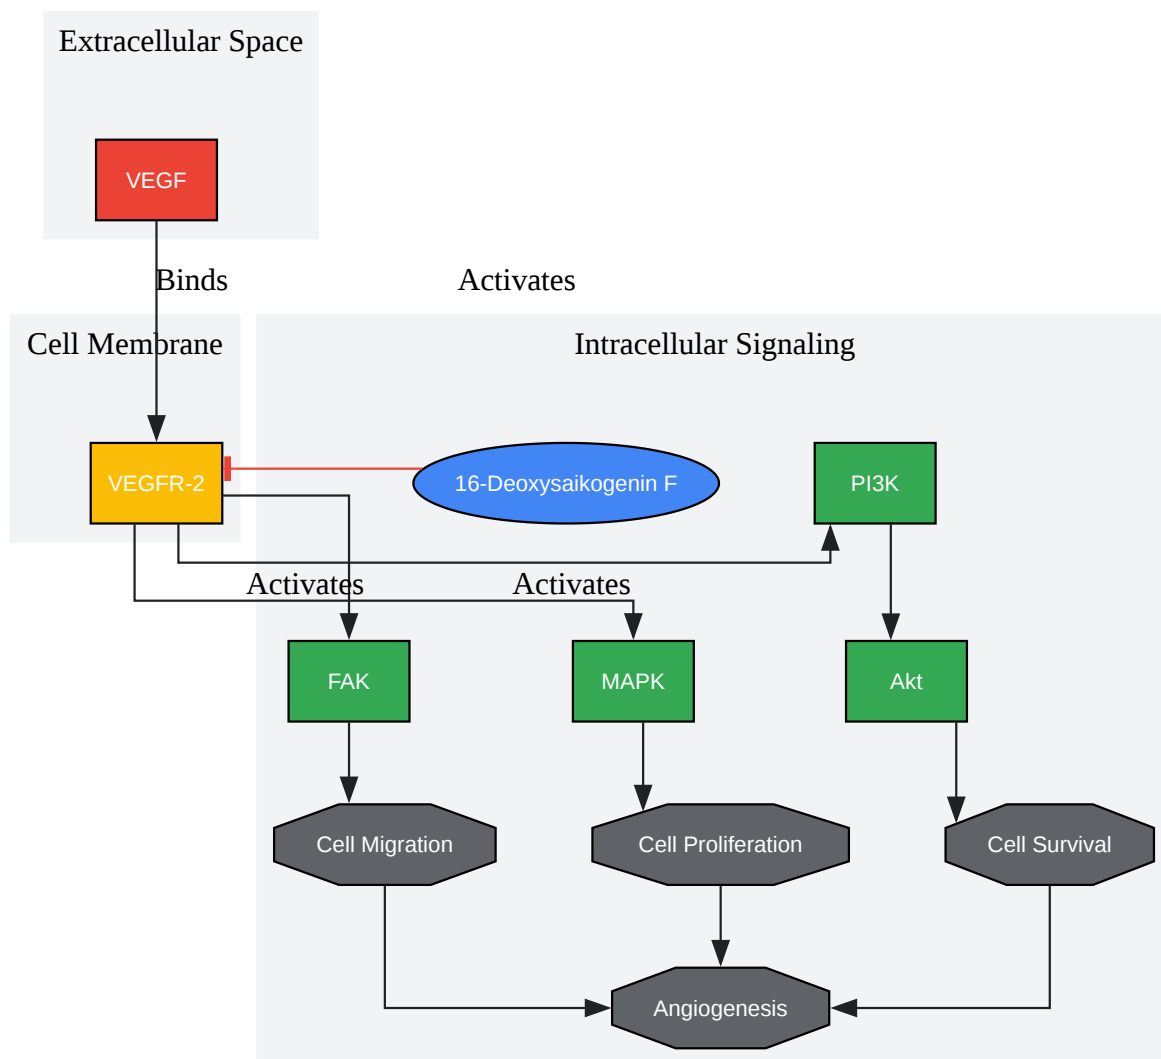 Extracellular Space
VEGF
Binds
Activates
Cell Membrane
Intracellular Signaling
VEGFR-2
16-Deoxysaikogenin F
PI3K
Activates
Activates
FAK
MAPK
Akt
Cell Migration
Cell Proliferation
Cell Survival
Angiogenesis